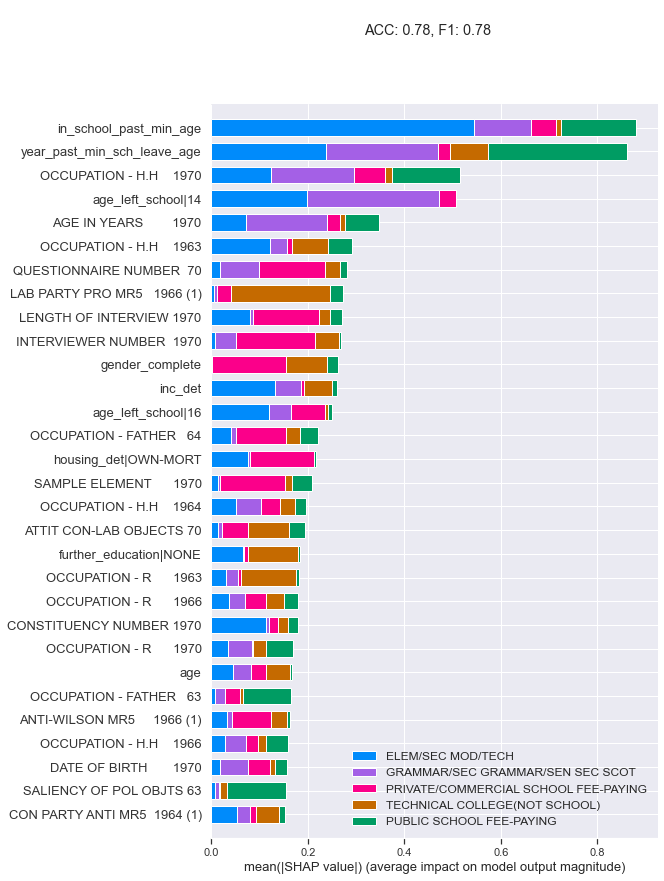 ACC: 0.78, F1: 0.78
in_school_past_min_age
year_past_min_sch_leave_age
OCCUPATION - H.H 1970
age_left_school|14
AGE IN YEARS 1970
OCCUPATION - H.H 1963
QUESTIONNAIRE NUMBER 70
LAB PARTY PRO MR5 1966 (1)
LENGTH OF INTERVIEW 1970
INTERVIEWER NUMBER 1970
gender_complete
inc_det
age_left_school|16
OCCUPATION - FATHER 64
housing_det|OWN-MORT
SAMPLE ELEMENT 1970
OCCUPATION - H.H 1964
ATTIT CON-LAB OBJECTS 70
further_education|NONE
OCCUPATION - R 1963
OCCUPATION - R 1966
CONSTITUENCY NUMBER 1970
OCCUPATION - R 1970
age
OCCUPATION - FATHER 63
ANTI-WILSON MR5 1966 (1)
OCCUPATION - H.H 1966
DATE OF BIRTH 1970
SALIENCY OF POL OBJTS 63
CON PARTY ANTI MR5 1964 (1)
ELEM/SEC MOD/TECH
GRAMMAR/SEC GRAMMAR/SEN SEC SCOT
PRIVATE/COMMERCIAL SCHOOL FEE-PAYING
TECHNICAL COLLEGE(NOT SCHOOL)
PUBLIC SCHOOL FEE-PAYING
0.0 0.2 0.4 0.6 0.8
mean(|SHAP value|) (average impact on model output magnitude)